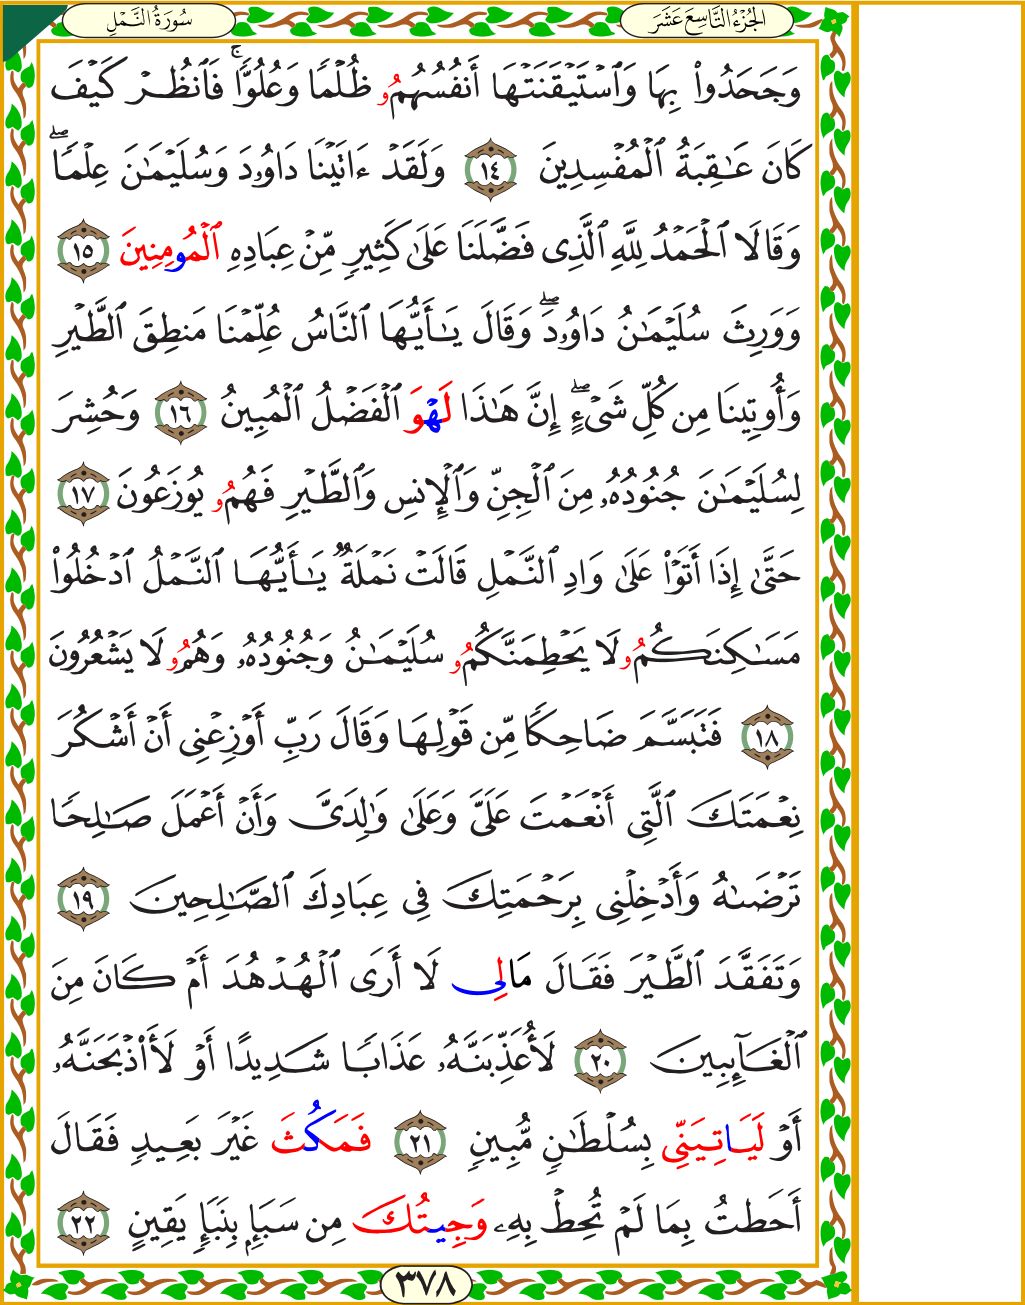 الجُزْءُ التَّاسِعَ عَشَرَ
سُورَةُ النَّمْلِ
وَجَحَدُواْ بِهَا وَٱسْتَيْقَنَتْهَا أَنفُسُهُمُۥ ظُلْمًا وَعُلُوًّاۚ فَٱنظُرْ كَيْفَ
كَانَ عَٰقِبَةُ ٱلْمُفْسِدِينَ ١٤ وَلَقَدْ ءَاتَيْنَا دَاوُۥدَ وَسُلَيْمَٰنَ عِلْمًاۖ
وَقَالَا ٱلْحَمْدُ لِلَّهِ ٱلَّذِى فَضَّلَنَا عَلَىٰ كَثِيرٍ مِّنْ عِبَادِهِ ٱلْمُومِنِينَ ١٥
وَوَرِثَ سُلَيْمَٰنُ دَاوُۥدَۖ وَقَالَ يَٰأَيُّهَا ٱلنَّاسُ عُلِّمْنَا مَنطِقَ ٱلطَّيْرِ
وَأُوتِينَا مِن كُلِّ شَىْءٍۖ إِنَّ هَٰذَا لَهْوَ ٱلْفَضْلُ ٱلْمُبِينُ ١٦ وَحُشِرَ
لِسُلَيْمَٰنَ جُنُودُهُۥ مِنَ ٱلْجِنِّ وَٱلْإِنسِ وَٱلطَّيْرِ فَهُمُۥ يُوزَعُونَ ١٧
حَتَّىٰ إِذَا أَتَوْاْ عَلَىٰ وَادِ ٱلنَّمْلِ قَالَتْ نَمْلَةٌ يَٰأَيُّهَا ٱلنَّمْلُ ٱدْخُلُواْ
مَسَٰكِنَكُمُۥ لَا يَحْطِمَنَّكُمُۥ سُلَيْمَٰنُ وَجُنُودُهُۥ وَهُمُۥ لَا يَشْعُرُونَ
١٨ فَتَبَسَّمَ ضَاحِكًا مِّن قَوْلِهَا وَقَالَ رَبِّ أَوْزِعْنِى أَنْ أَشْكُرَ
نِعْمَتَكَ ٱلَّتِى أَنْعَمْتَ عَلَىَّ وَعَلَىٰ وَٰلِدَىَّ وَأَنْ أَعْمَلَ صَٰلِحًا
تَرْضَىٰهُ وَأَدْخِلْنِى بِرَحْمَتِكَ فِى عِبَادِكَ ٱلصَّٰلِحِينَ ١٩
وَتَفَقَّدَ ٱلطَّيْرَ فَقَالَ مَالِى لَا أَرَى ٱلْهُدْهُدَ أَمْ كَانَ مِنَ
ٱلْغَآئِبِينَ ٢٠ لَأُعَذِّبَنَّهُۥ عَذَابًا شَدِيدًا أَوْ لَأَاْذْبَحَنَّهُۥ
أَوْ لَيَاتِيَنِّى بِسُلْطَٰنٍ مُّبِينٍ ٢١ فَمَكُثَ غَيْرَ بَعِيدٍ فَقَالَ
أَحَطتُ بِمَا لَمْ تُحِطْ بِهِۦ وَجِيتُكَ مِن سَبَإٍ بِنَبَإٍ يَقِينٍ ٢٢
٣٧٨